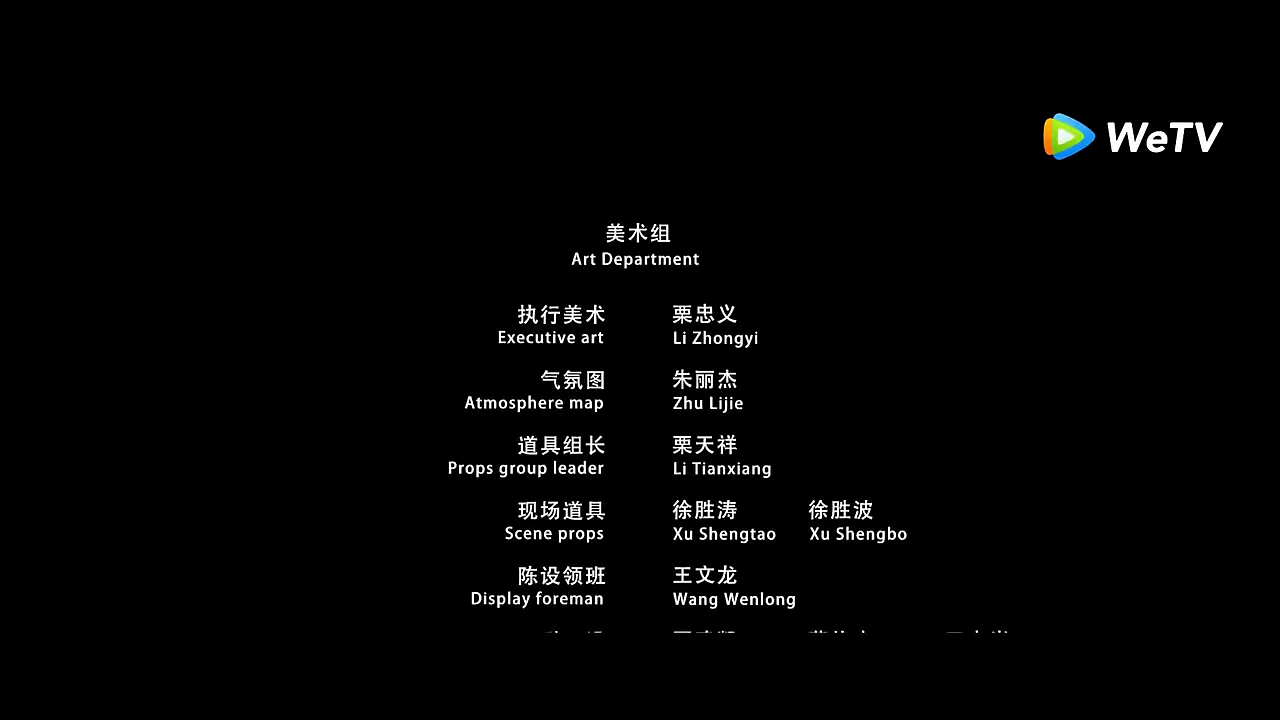 WeTV
美术组
Art Department
执行美术 栗忠义
Executive art Li Zhongyi
气氛图 朱丽杰
Atmosphere map Zhu Lijie
道具组长 栗天祥
Props group leader Li Tianxiang
现场道具 徐胜涛 徐胜波
Scene props Xu Shengtao Xu Shengbo
陈设领班 王文龙
Display foreman Wang Wenlong